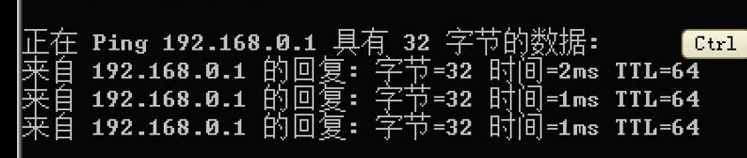 正在 Ping 192.168.0.1 具有 32 字节的数据:
Ctrl
来自 192.168.0.1 的回复: 字节=32 时间=2ms TTL=64
来自 192.168.0.1 的回复: 字节=32 时间=1ms TTL=64
来自 192.168.0.1 的回复: 字节=32 时间=1ms TTL=64